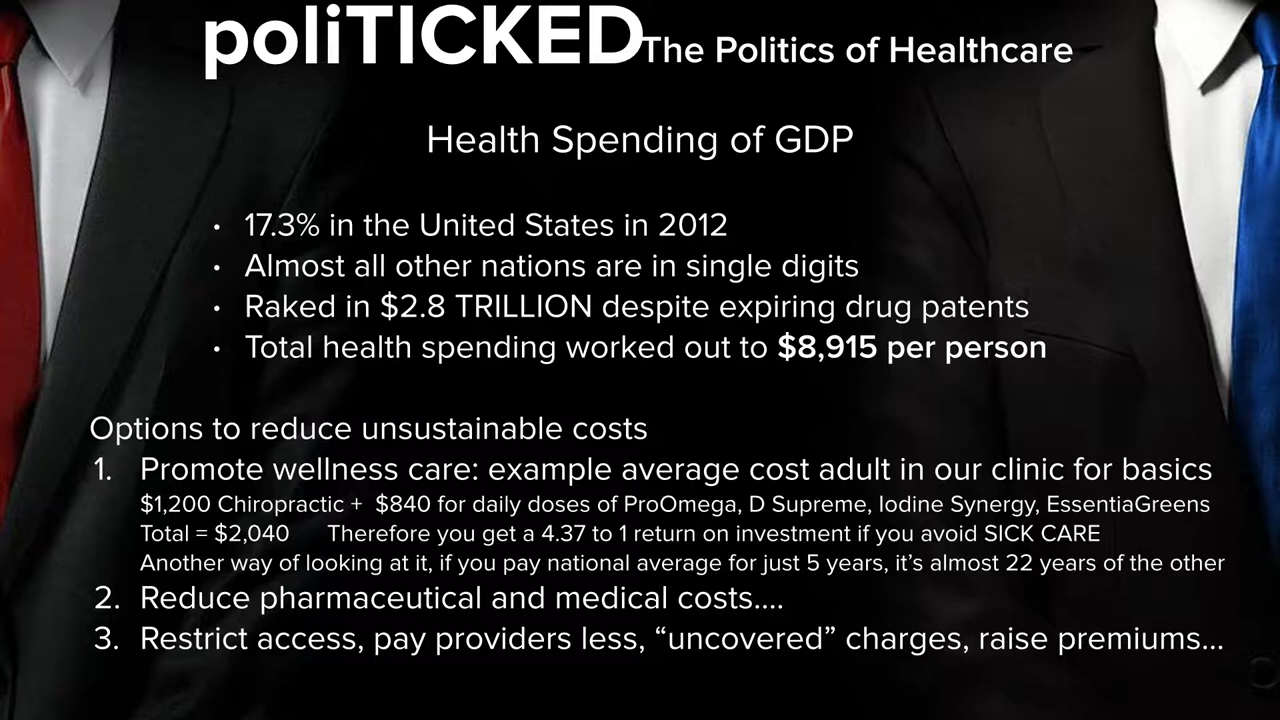 poliTICKED The Politics of Healthcare
Health Spending of GDP
• 17.3% in the United States in 2012
• Almost all other nations are in single digits
• Raked in $2.8 TRILLION despite expiring drug patents
• Total health spending worked out to $8,915 per person
Options to reduce unsustainable costs
1. Promote wellness care: example average cost adult in our clinic for basics
$1,200 Chiropractic + $840 for daily doses of ProOmega, D Supreme, Iodine Synergy, EssentiaGreens
Total = $2,040 Therefore you get a 4.37 to 1 return on investment if you avoid SICK CARE
Another way of looking at it, if you pay national average for just 5 years, it’s almost 22 years of the other
2. Reduce pharmaceutical and medical costs....
3. Restrict access, pay providers less, “uncovered” charges, raise premiums...